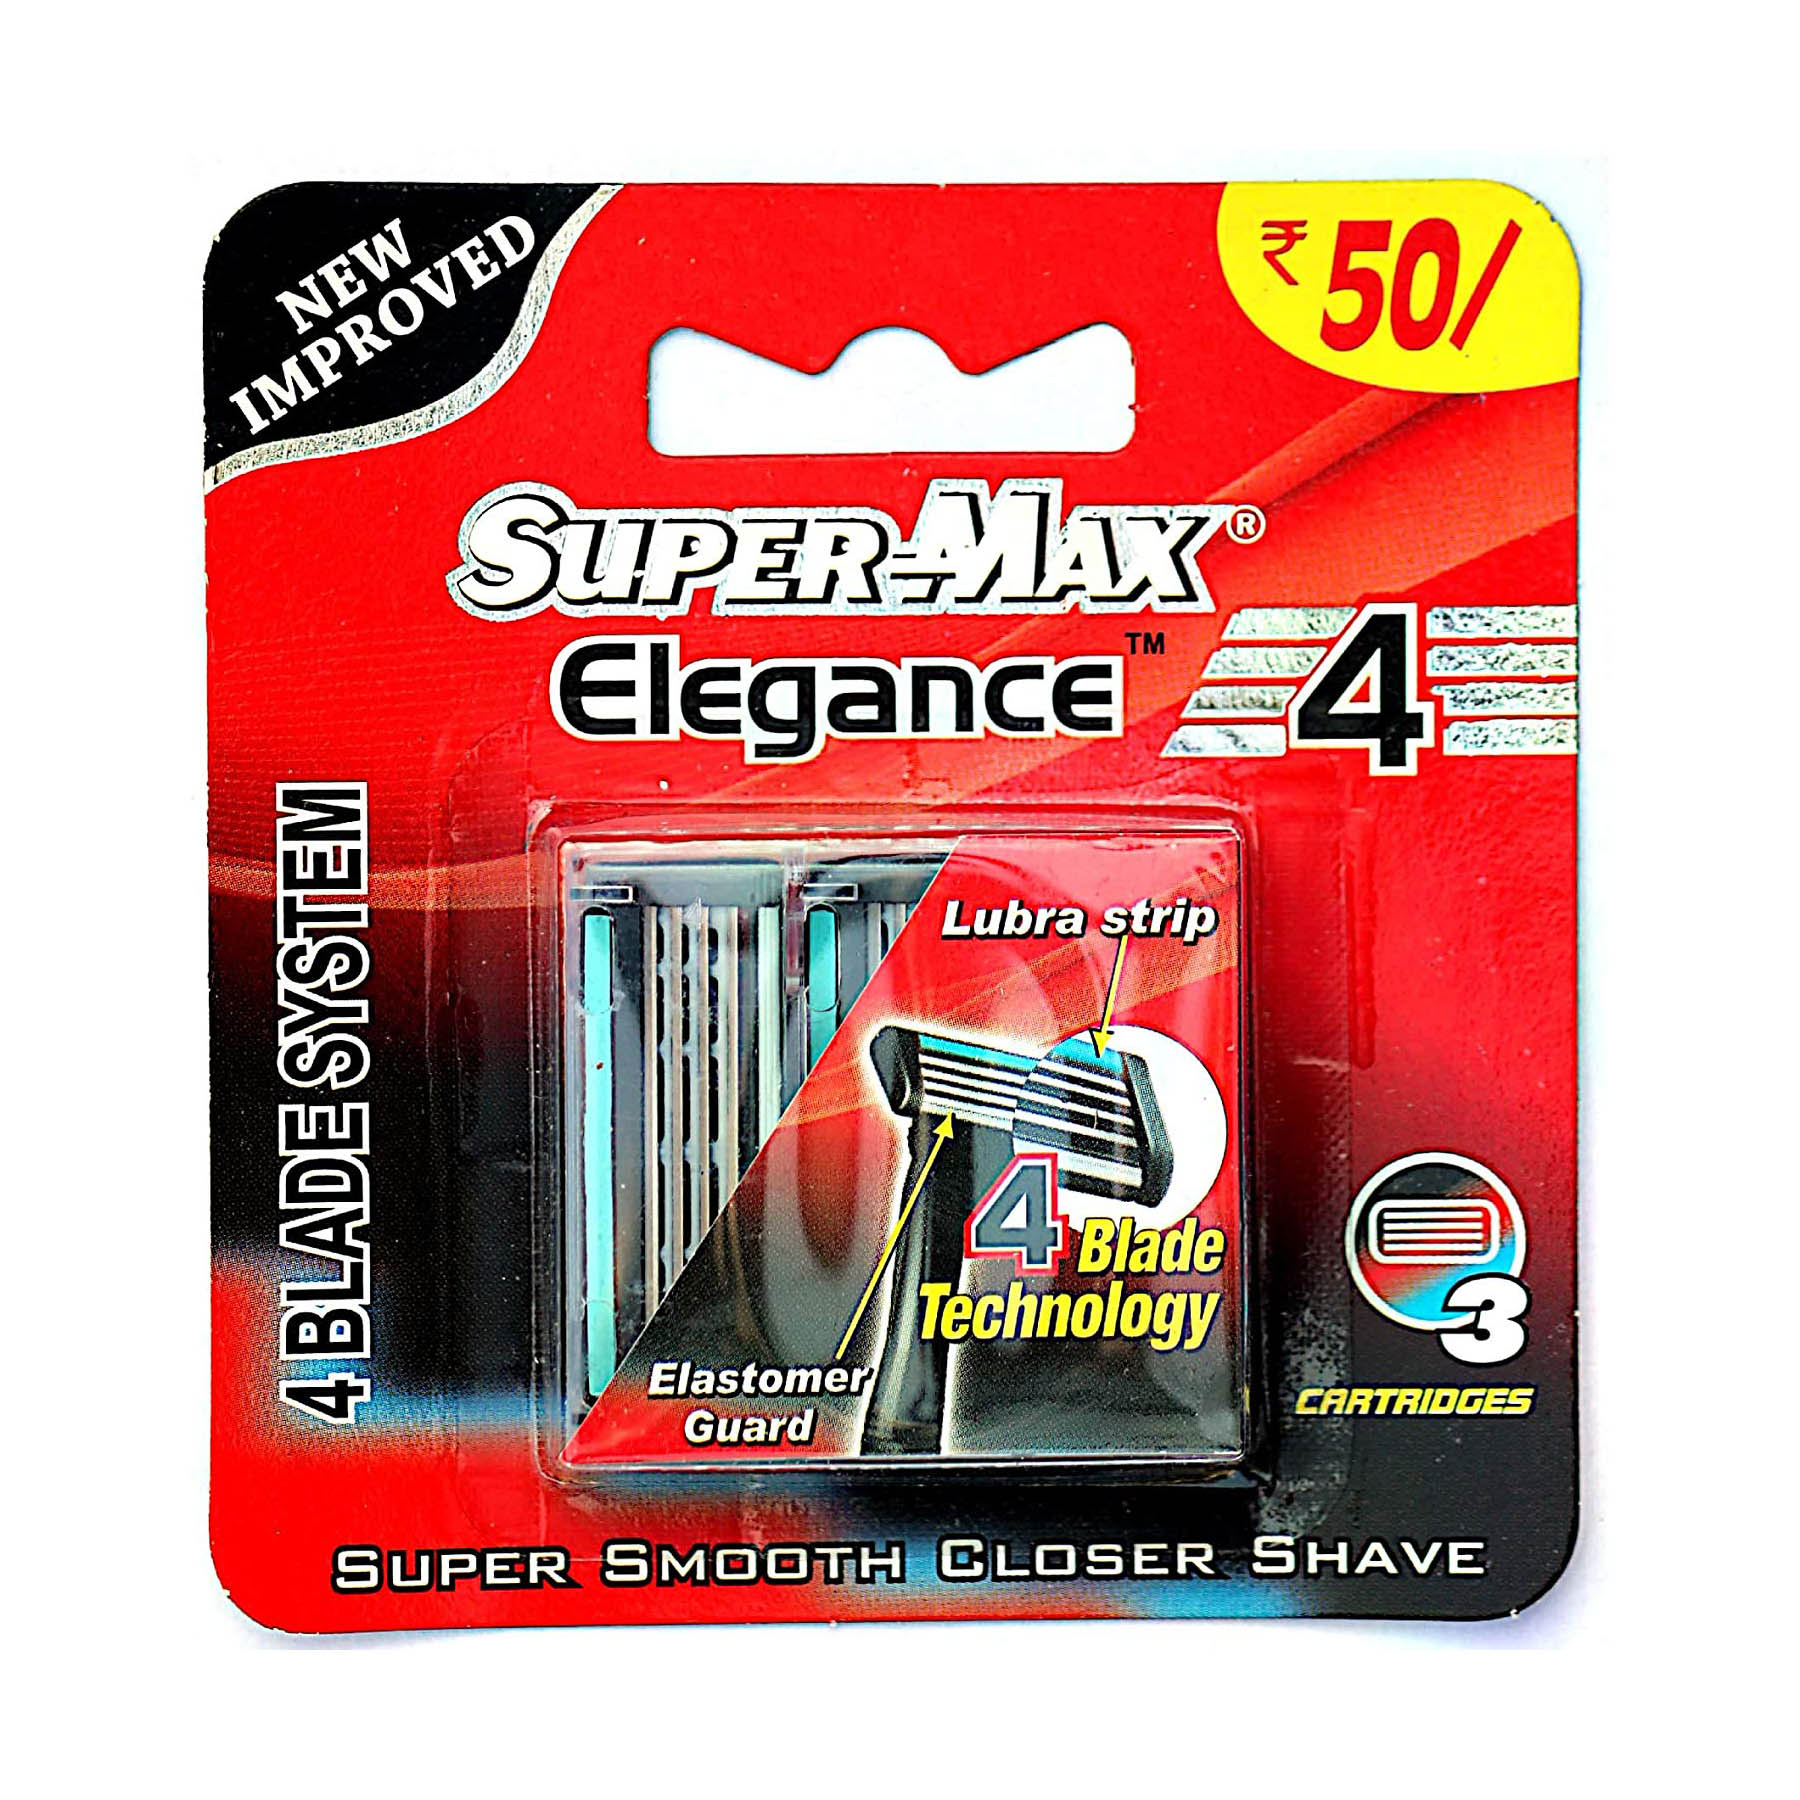 NEW
IMPROVED
₹50/
SUPER-MAX®
Elegance™ 4
4 BLADE SYSTEM
Lubra strip
4 Blade
Technology
Elastomer
Guard
3
CARTRIDGES
SUPER SMOOTH CLOSER SHAVE